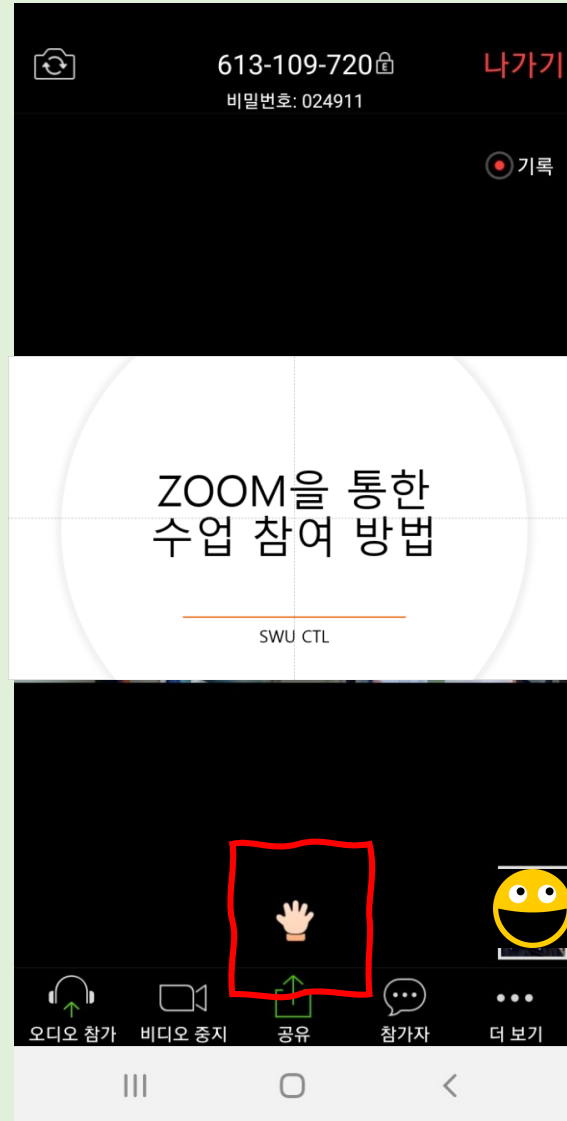 613-109-720
나가기
비밀번호: 024911
기록
ZOOM을 통한
수업 참여 방법
SWU CTL
오디오 참가
비디오 중지
공유
참가자
더 보기